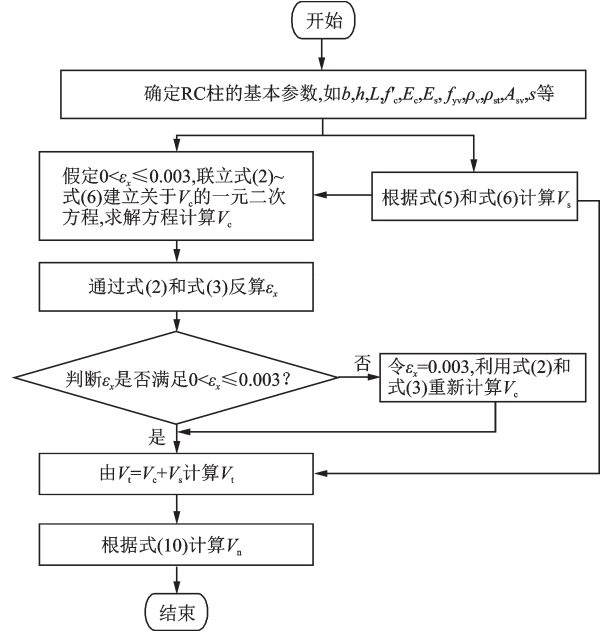 开始
确定RC柱的基本参数,如b,h,L,f′c,Ec,Es,fyv,ρv,ρst,Asv,s等
假定0<εx≤0.003,联立式(2)~
式(6)建立关于Vc的一元二次
方程,求解方程计算Vc
根据式(5)和式(6)计算Vs
通过式(2)和式(3)反算εx
判断εx是否满足0<εx≤0.003?
否
令εx=0.003,利用式(2)和
式(3)重新计算Vc
是
由Vt=Vc+Vs计算Vt
根据式(10)计算Vn
结束